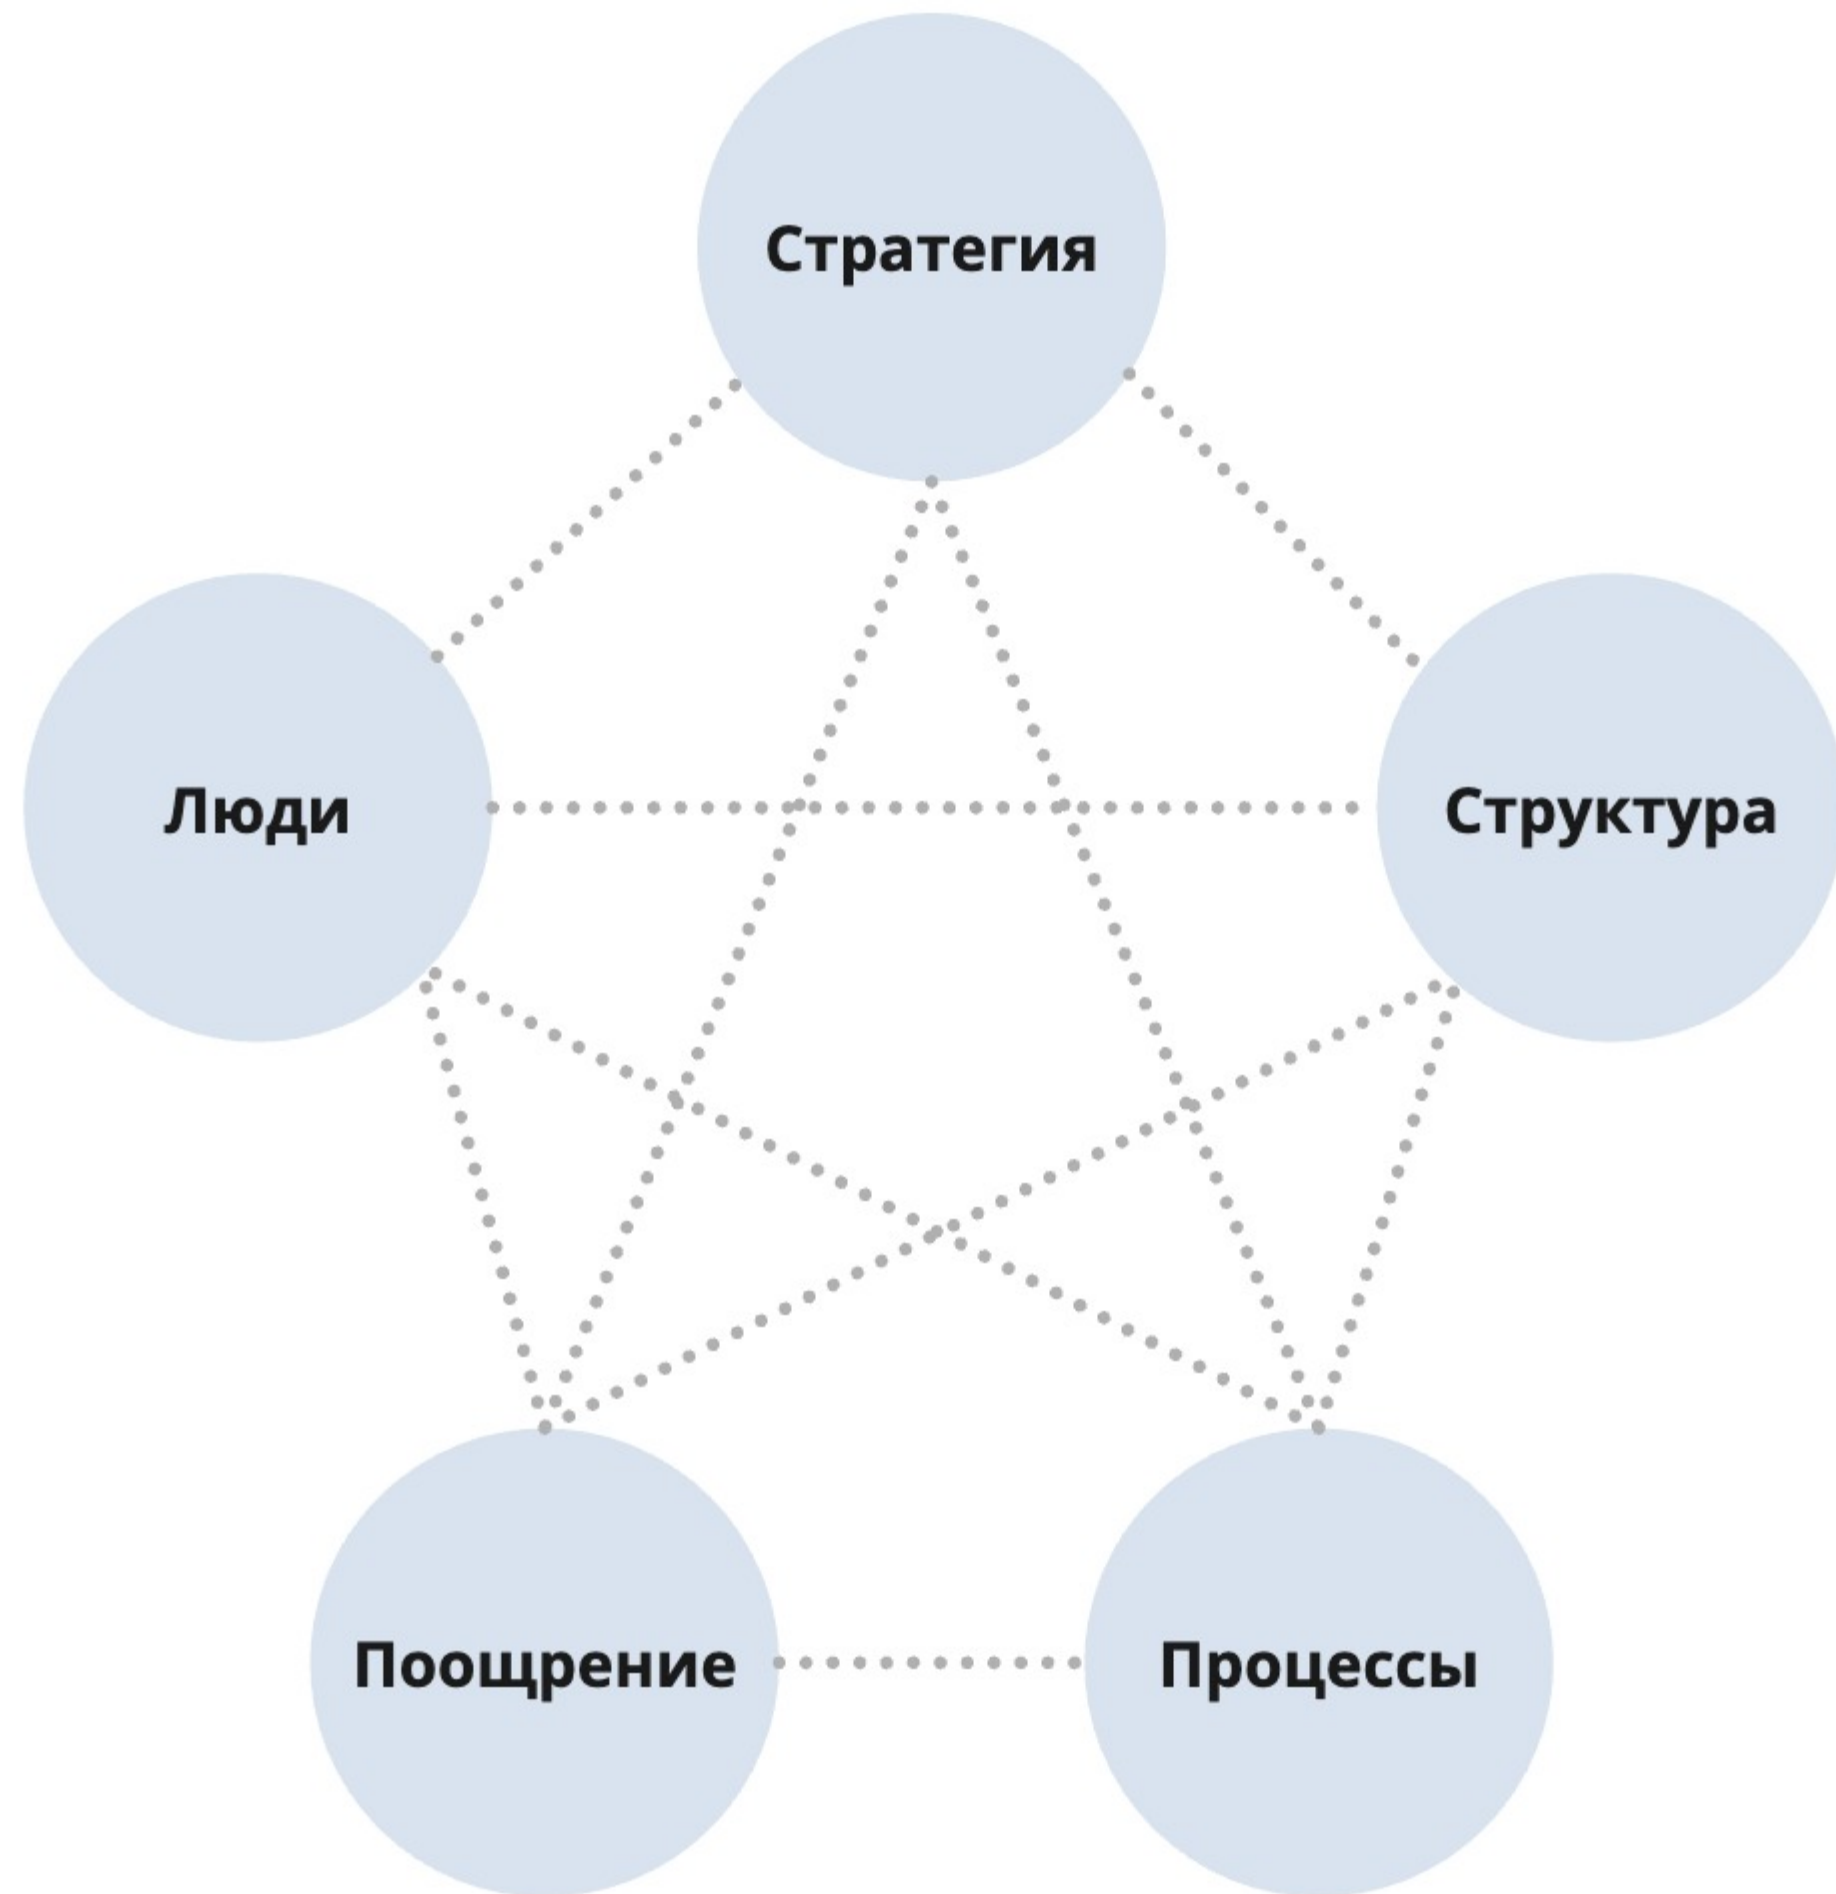 Стратегия
Люди
Структура
Поощрение
Процессы